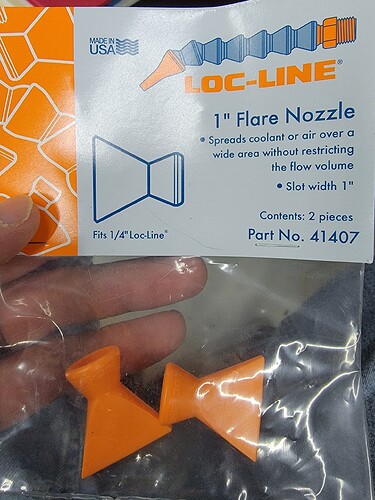 MADE IN
USA
LOC-LINE®
1" Flare Nozzle
• Spreads coolant or air over a
wide area without restricting
the flow volume
• Slot width 1"
Contents: 2 pieces
Fits 1/4" Loc-Line®
Part No. 41407